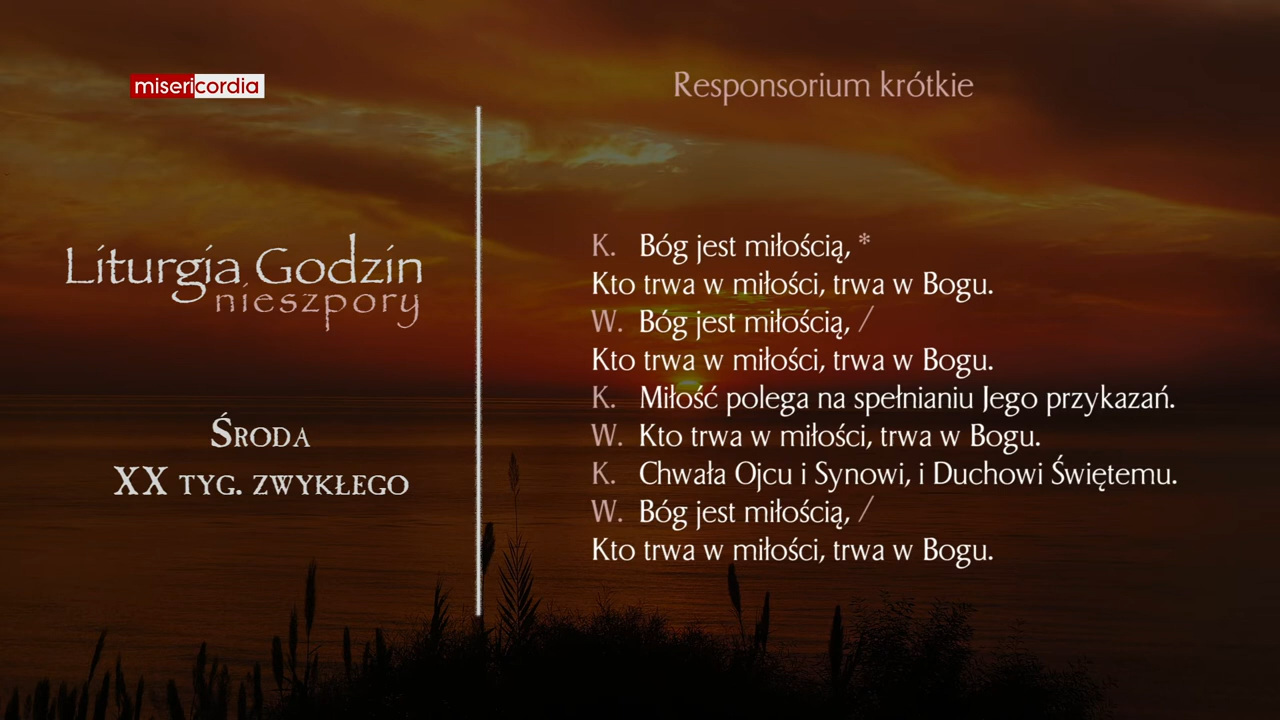 misericordia
Liturgia Godzin
nieszpory
Środa
XX tyg. zwykłego
Responsorium krótkie
K. Bóg jest miłością, *
Kto trwa w miłości, trwa w Bogu.
W. Bóg jest miłością, /
Kto trwa w miłości, trwa w Bogu.
K. Miłość polega na spełnianiu Jego przykazań.
W. Kto trwa w miłości, trwa w Bogu.
K. Chwała Ojcu i Synowi, i Duchowi Świętemu.
W. Bóg jest miłością, /
Kto trwa w miłości, trwa w Bogu.